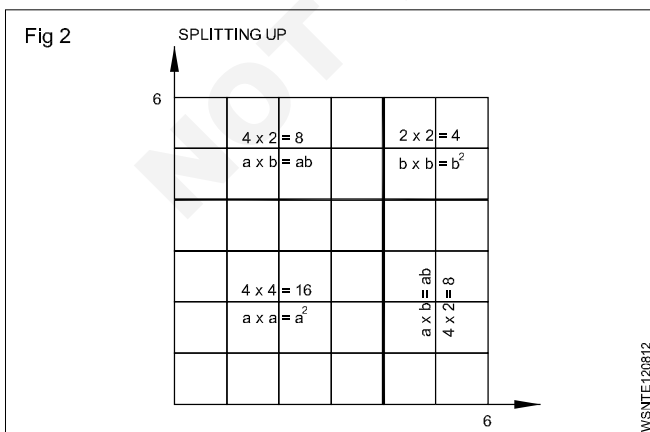 Fig 2
SPLITTING UP
6
4 x 2 = 8
a x b = ab
2 x 2 = 4
b x b = b²
4 x 4 = 16
a x a = a²
a x b = ab
4 x 2 = 8
6
WSNTE120812
NOT